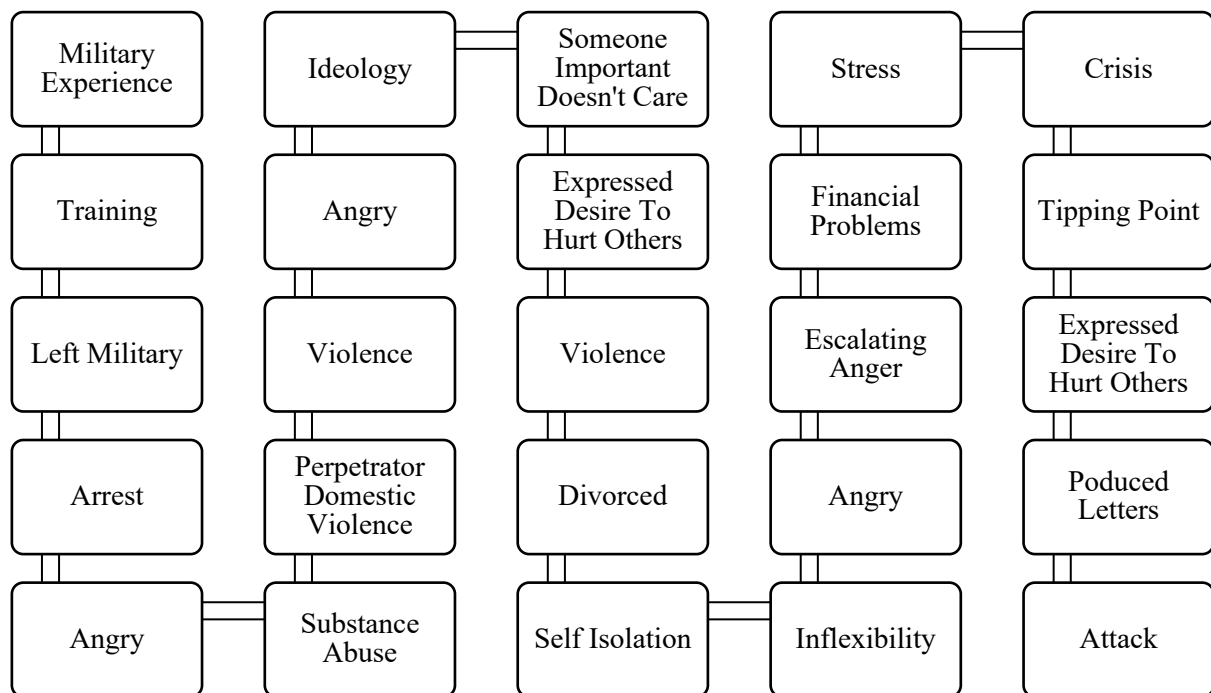 Military
Experience
Training
Left Military
Arrest
Angry
Substance
Abuse
Perpetrator
Domestic
Violence
Violence
Angry
Ideology
Someone
Important
Doesn't Care
Expressed
Desire To
Hurt Others
Violence
Divorced
Self Isolation
Inflexibility
Angry
Escalating
Anger
Financial
Problems
Stress
Crisis
Tipping Point
Expressed
Desire To
Hurt Others
Poduced
Letters
Attack